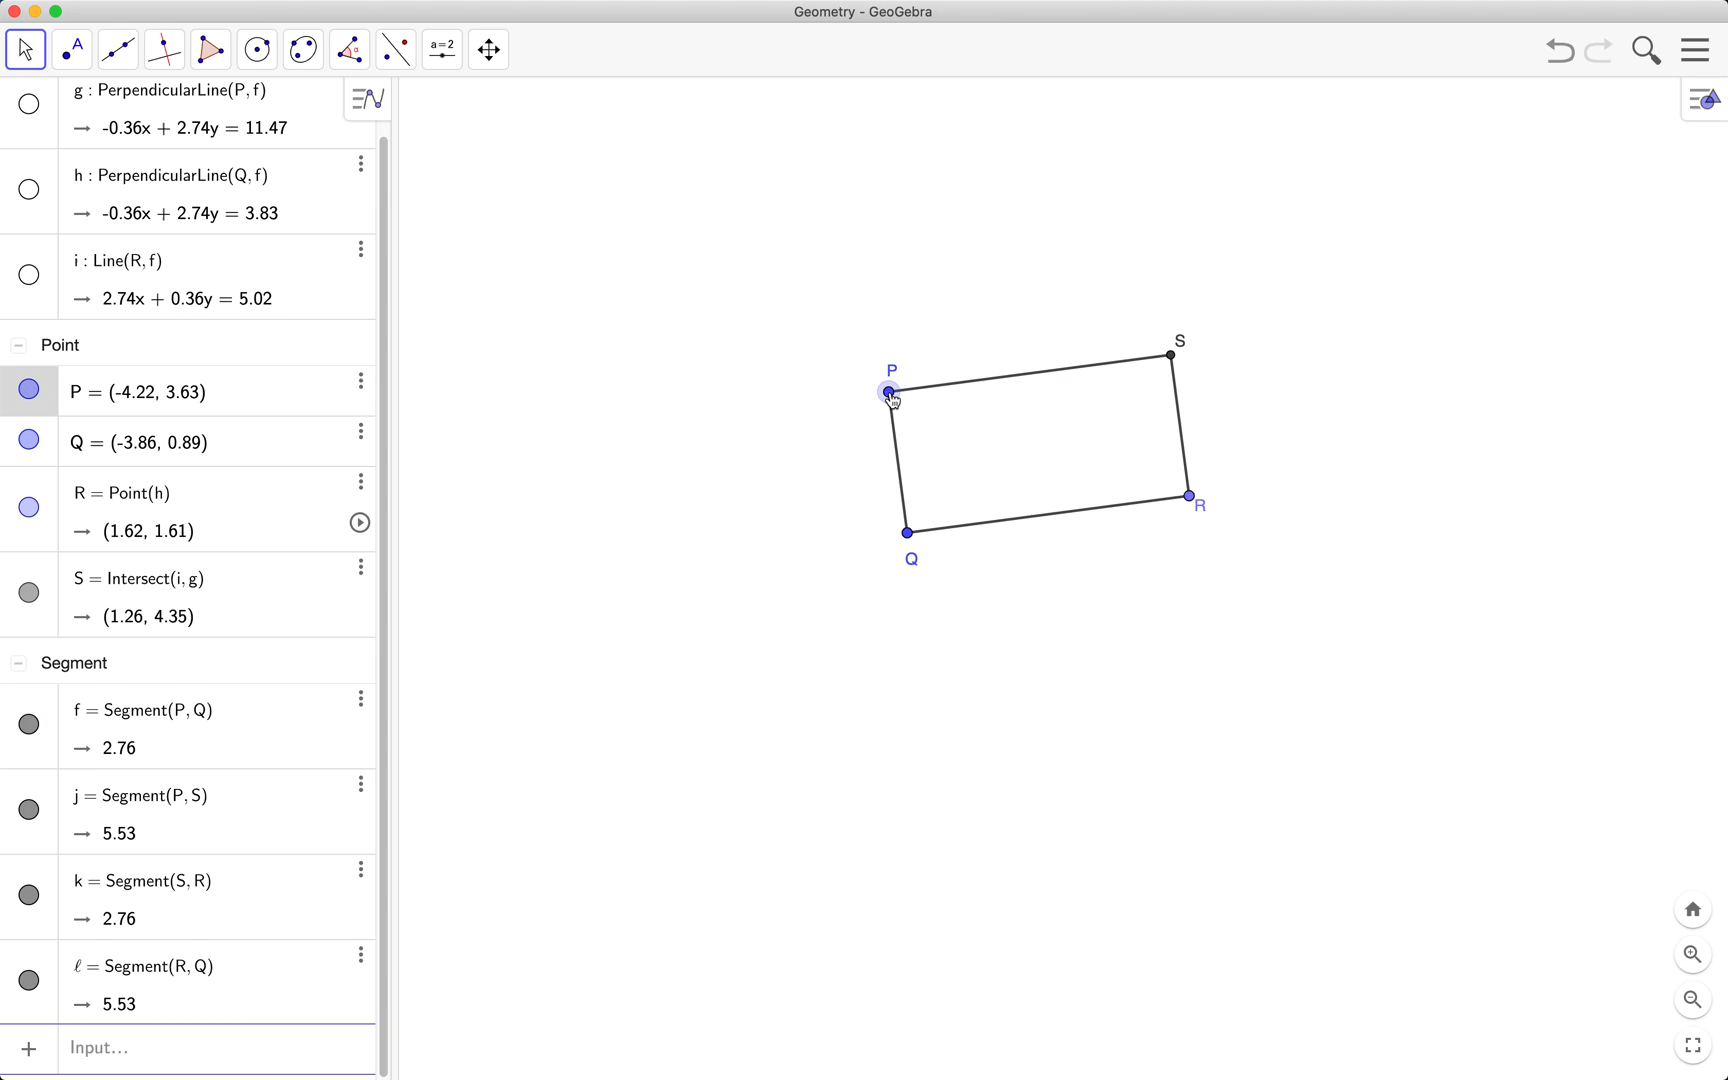 Geometry - GeoGebra
A
α
a=2
g : PerpendicularLine(P, f)
→ -0.36x + 2.74y = 11.47
h : PerpendicularLine(Q, f)
→ -0.36x + 2.74y = 3.83
i : Line(R, f)
→ 2.74x + 0.36y = 5.02
Point
P = (-4.22, 3.63)
Q = (-3.86, 0.89)
R = Point(h)
→ (1.62, 1.61)
S = Intersect(i, g)
→ (1.26, 4.35)
Segment
f = Segment(P, Q)
→ 2.76
j = Segment(P, S)
→ 5.53
k = Segment(S, R)
→ 2.76
ℓ = Segment(R, Q)
→ 5.53
+ Input...
S
P
R
Q